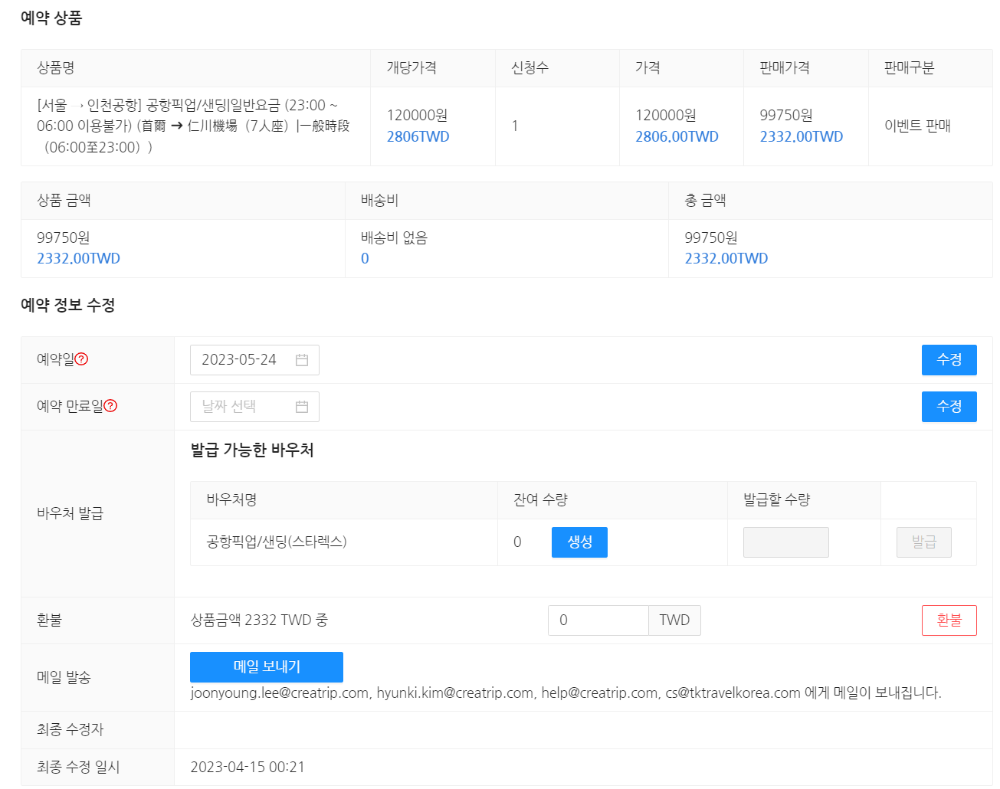 예약 상품
상품명 개당가격 신청수 가격 판매가격 판매구분
[서울 → 인천공항] 공항픽업/샌딩|일반요금 (23:00 ~
06:00 이용불가) (首爾 ➔ 仁川機場（7人座）|一般時段
（06:00至23:00）)
120000원
2806TWD
1
120000원
2806.00TWD
99750원
2332.00TWD
이벤트 판매
상품 금액 배송비 총 금액
99750원 배송비 없음 99750원
2332.00TWD 0 2332.00TWD
예약 정보 수정
예약일? 2023-05-24 수정
예약 만료일? 날짜 선택 수정
바우처 발급
발급 가능한 바우처
바우처명 잔여 수량 발급할 수량
공항픽업/샌딩(스타렉스) 0 생성 발급
환불 상품금액 2332 TWD 중 0 TWD 환불
메일 발송
메일 보내기
joonyoung.lee@creatrip.com, hyunki.kim@creatrip.com, help@creatrip.com, cs@tktravelkorea.com 에게 메일이 보내집니다.
최종 수정자
최종 수정 일시 2023-04-15 00:21